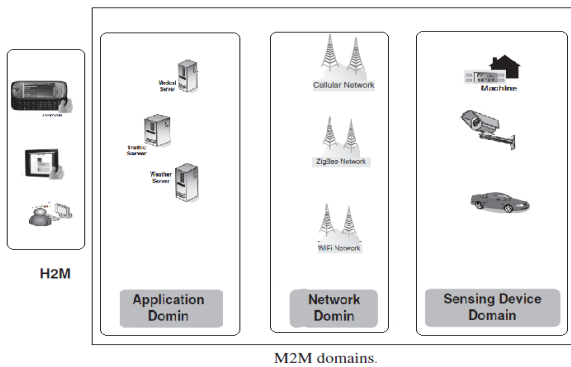 Medical
Server
Traffic
Server
Weather
Server
Cellular Network
ZigBee Network
WiFi Network
Machine
H2M
Application
Domin
Network
Domin
Sensing Device
Domain
M2M domains.